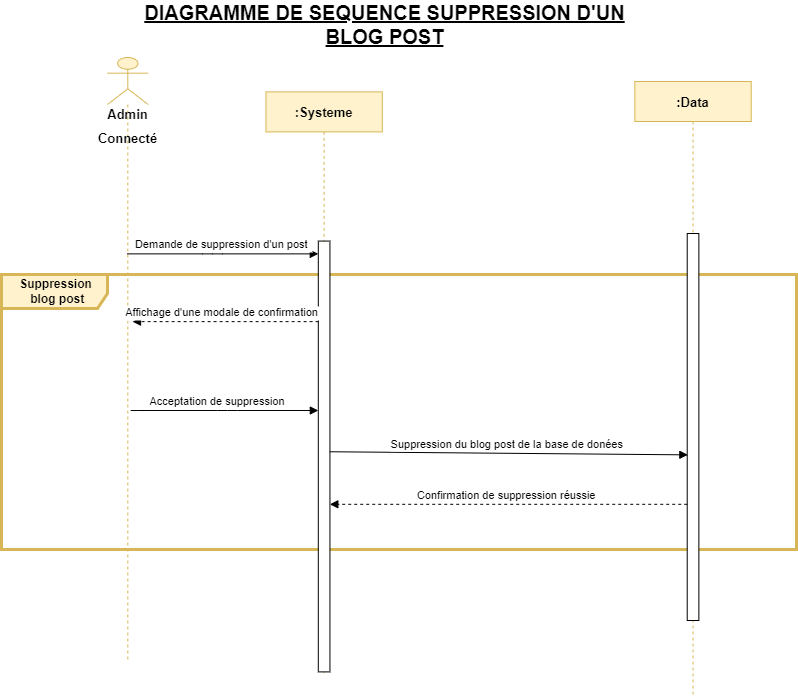 DIAGRAMME DE SEQUENCE SUPPRESSION D'UN
BLOG POST
Admin
Connecté
:Systeme
:Data
Demande de suppression d'un post
Suppression
blog post
Affichage d'une modale de confirmation
Acceptation de suppression
Suppression du blog post de la base de donées
Confirmation de suppression réussie